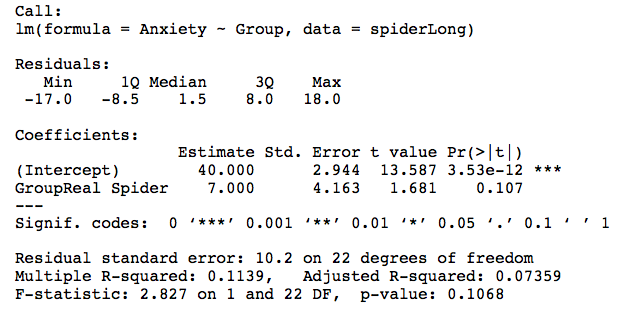 Call:
lm(formula = Anxiety ~ Group, data = spiderLong)
Residuals:
Min 1Q Median 3Q Max
-17.0 -8.5 1.5 8.0 18.0
Coefficients:
Estimate Std. Error t value Pr(>|t|)
(Intercept) 40.000 2.944 13.587 3.53e-12 ***
GroupReal Spider 7.000 4.163 1.681 0.107
---
Signif. codes: 0 ‘***’ 0.001 ‘**’ 0.01 ‘*’ 0.05 ‘.’ 0.1 ‘ ’ 1
Residual standard error: 10.2 on 22 degrees of freedom
Multiple R-squared: 0.1139, Adjusted R-squared: 0.07359
F-statistic: 2.827 on 1 and 22 DF, p-value: 0.1068